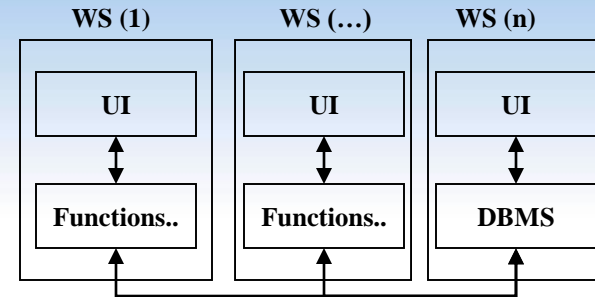 WS (1) WS (…) WS (n)
UI UI UI
Functions.. Functions.. DBMS